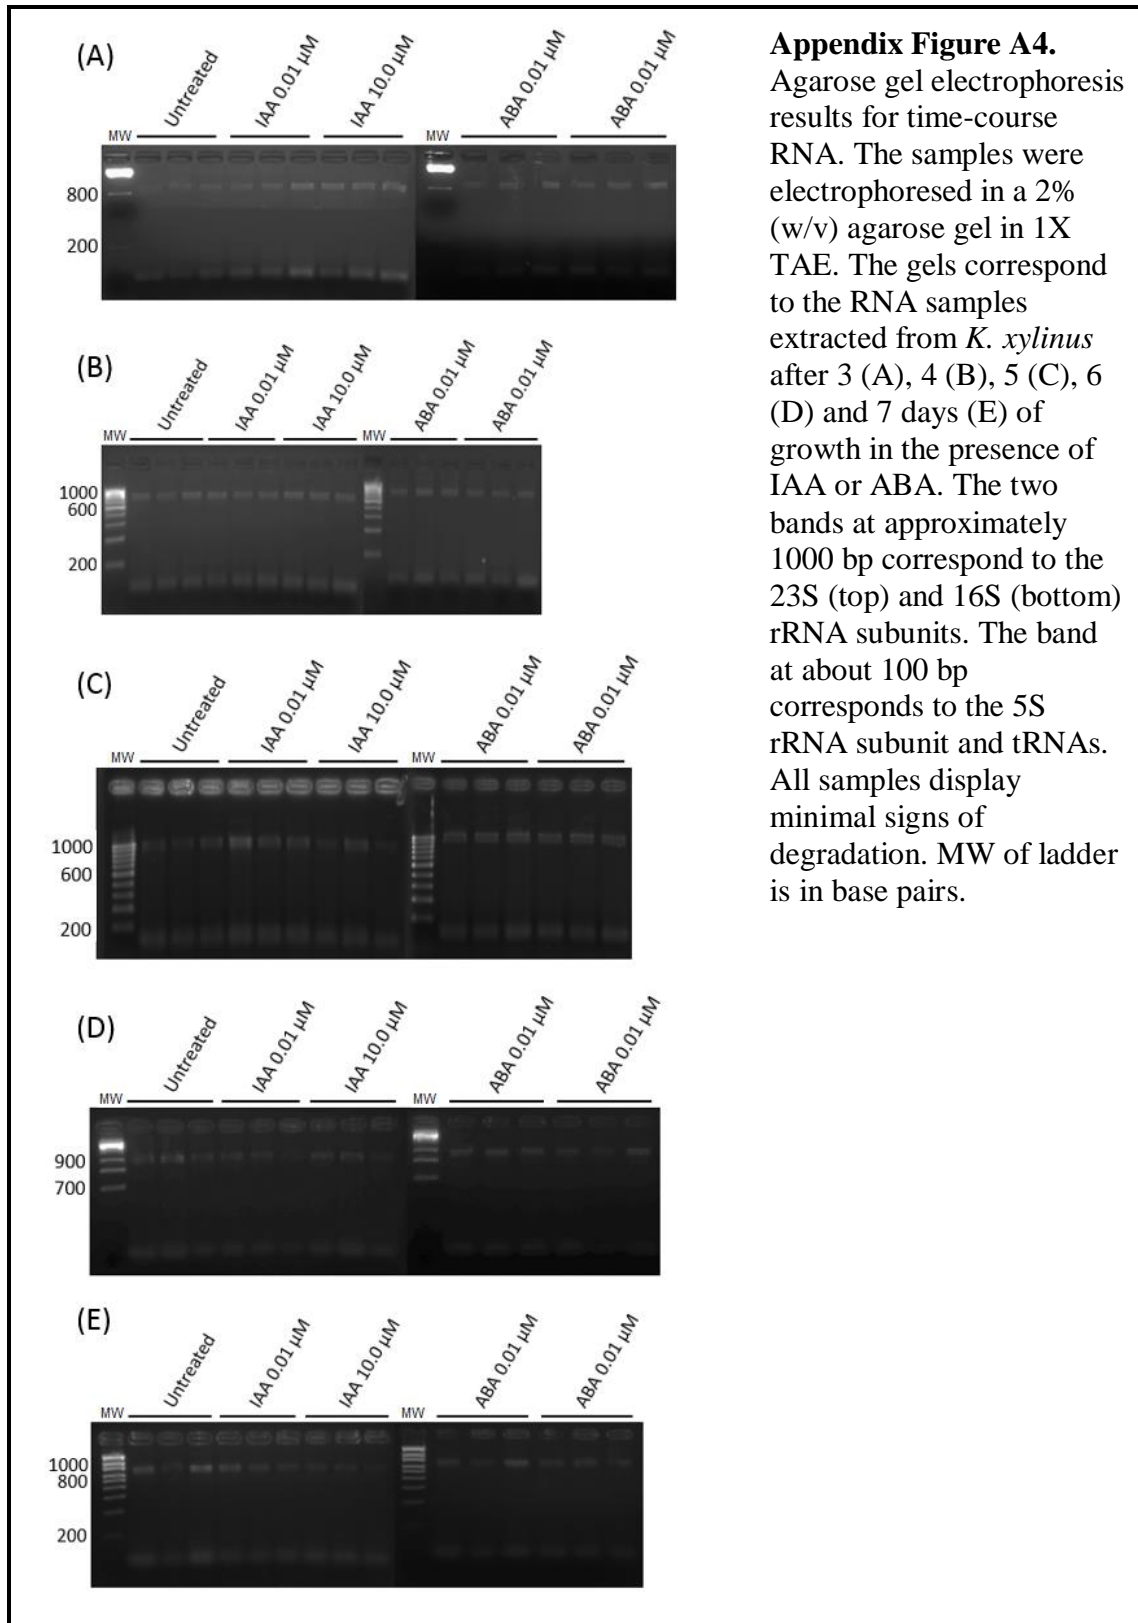 (A)
Untreated
IAA 0.01 µM
IAA 10.0 µM
ABA 0.01 µM
ABA 0.01 µM
MW
MW
800
200
(B)
Untreated
IAA 0.01 µM
IAA 10.0 µM
ABA 0.01 µM
ABA 0.01 µM
MW
MW
1000
600
200
(C)
Untreated
IAA 0.01 µM
IAA 10.0 µM
ABA 0.01 µM
ABA 0.01 µM
MW
MW
1000
600
200
(D)
Untreated
IAA 0.01 µM
IAA 10.0 µM
ABA 0.01 µM
ABA 0.01 µM
MW
MW
900
700
(E)
Untreated
IAA 0.01 µM
IAA 10.0 µM
ABA 0.01 µM
ABA 0.01 µM
MW
MW
1000
800
200
Appendix Figure A4.
Agarose gel electrophoresis
results for time-course
RNA. The samples were
electrophoresed in a 2%
(w/v) agarose gel in 1X
TAE. The gels correspond
to the RNA samples
extracted from K. xylinus
after 3 (A), 4 (B), 5 (C), 6
(D) and 7 days (E) of
growth in the presence of
IAA or ABA. The two
bands at approximately
1000 bp correspond to the
23S (top) and 16S (bottom)
rRNA subunits. The band
at about 100 bp
corresponds to the 5S
rRNA subunit and tRNAs.
All samples display
minimal signs of
degradation. MW of ladder
is in base pairs.